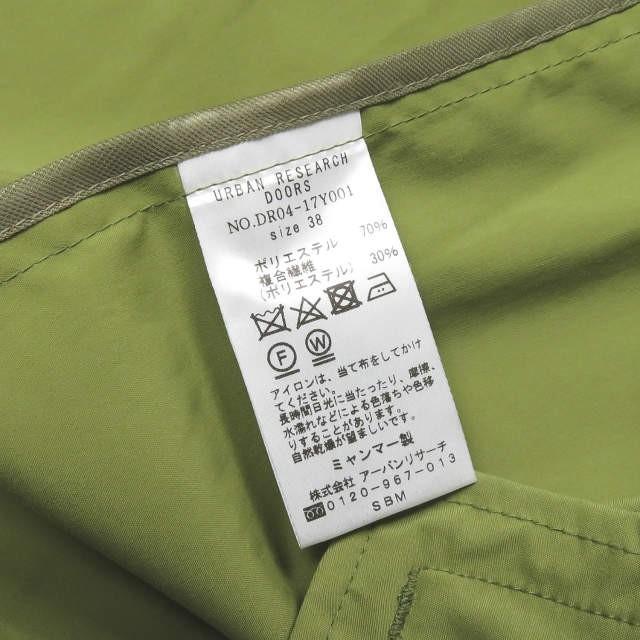 URBAN RESEARCH
DOORS
NO.DR04-17Y001
size 38
ポリエステル 70%
複合繊維 30%
(ポリエステル)
F W
アイロンは、当て布をしてかけ
てください。
長時間日光に当たったり、摩擦、
水濡れなどによる色落ちや色移
りすることがあります。
自然乾燥が望ましいです。
ミャンマー製
株式会社 アーバンリサーチ
0120-967-013
SBM